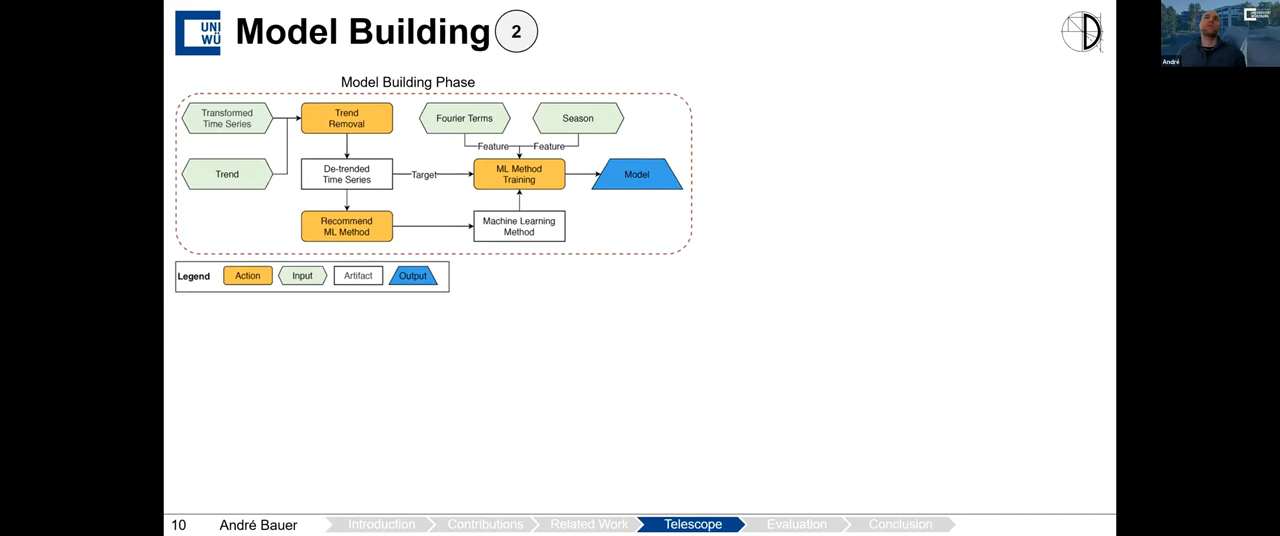 UNI
WÜ
Model Building
2
Model Building Phase
Transformed
Time Series
Trend
Removal
Fourier Terms
Season
Feature
Feature
Trend
De-trended
Time Series
Target
ML Method
Training
Model
Recommend
ML Method
Machine Learning
Method
Legend
Action
Input
Artifact
Output
10
André Bauer
Introduction
Contributions
Related Work
Telescope
Evaluation
Conclusion
André